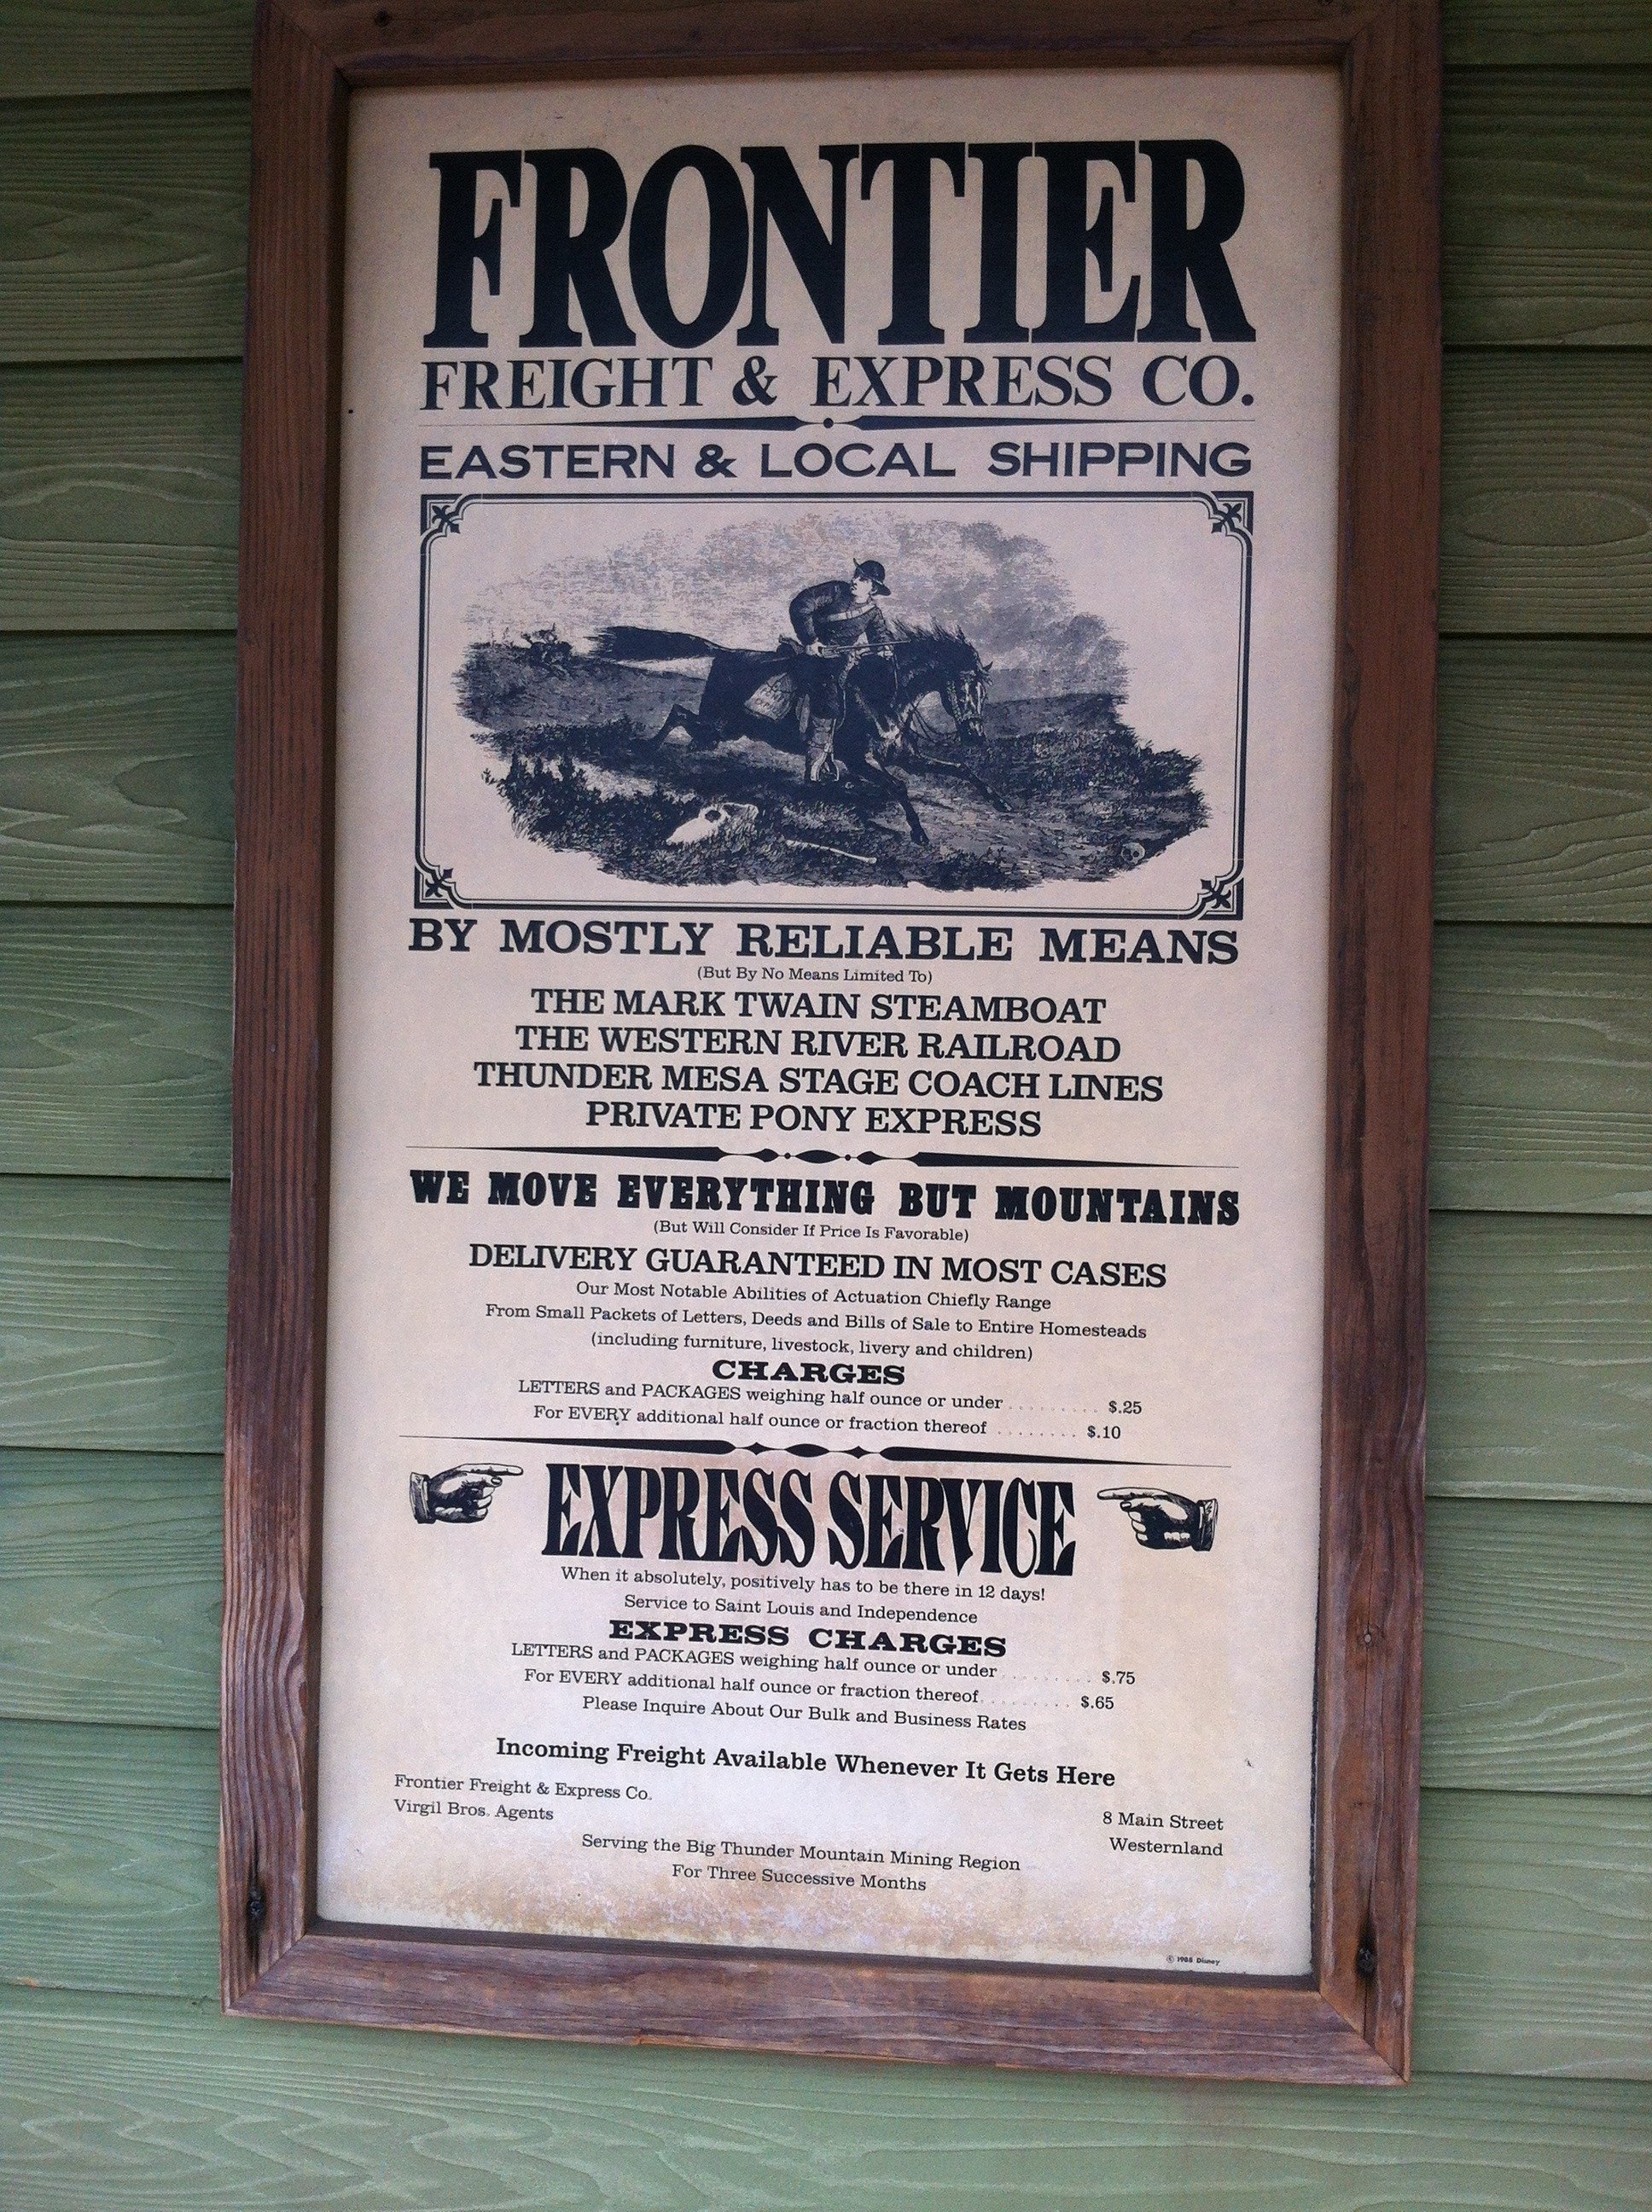 FRONTIER
FREIGHT & EXPRESS CO.
EASTERN & LOCAL SHIPPING
BY MOSTLY RELIABLE MEANS
(But By No Means Limited To)
THE MARK TWAIN STEAMBOAT
THE WESTERN RIVER RAILROAD
THUNDER MESA STAGE COACH LINES
PRIVATE PONY EXPRESS
WE MOVE EVERYTHING BUT MOUNTAINS
(But Will Consider If Price Is Favorable)
DELIVERY GUARANTEED IN MOST CASES
Our Most Notable Abilities of Actuation Chiefly Range
From Small Packets of Letters, Deeds and Bills of Sale to Entire Homesteads
(including furniture, livestock, livery and children)
CHARGES
LETTERS and PACKAGES weighing half ounce or under ......... $.25
For EVERY additional half ounce or fraction thereof ........ $.10
EXPRESS SERVICE
When it absolutely, positively has to be there in 12 days!
Service to Saint Louis and Independence
EXPRESS CHARGES
LETTERS and PACKAGES weighing half ounce or under ......... $.75
For EVERY additional half ounce or fraction thereof ......... $.65
Please Inquire About Our Bulk and Business Rates
Incoming Freight Available Whenever It Gets Here
Frontier Freight & Express Co.
Virgil Bros. Agents
8 Main Street
Westernland
Serving the Big Thunder Mountain Mining Region
For Three Successive Months
© 1988 Disney